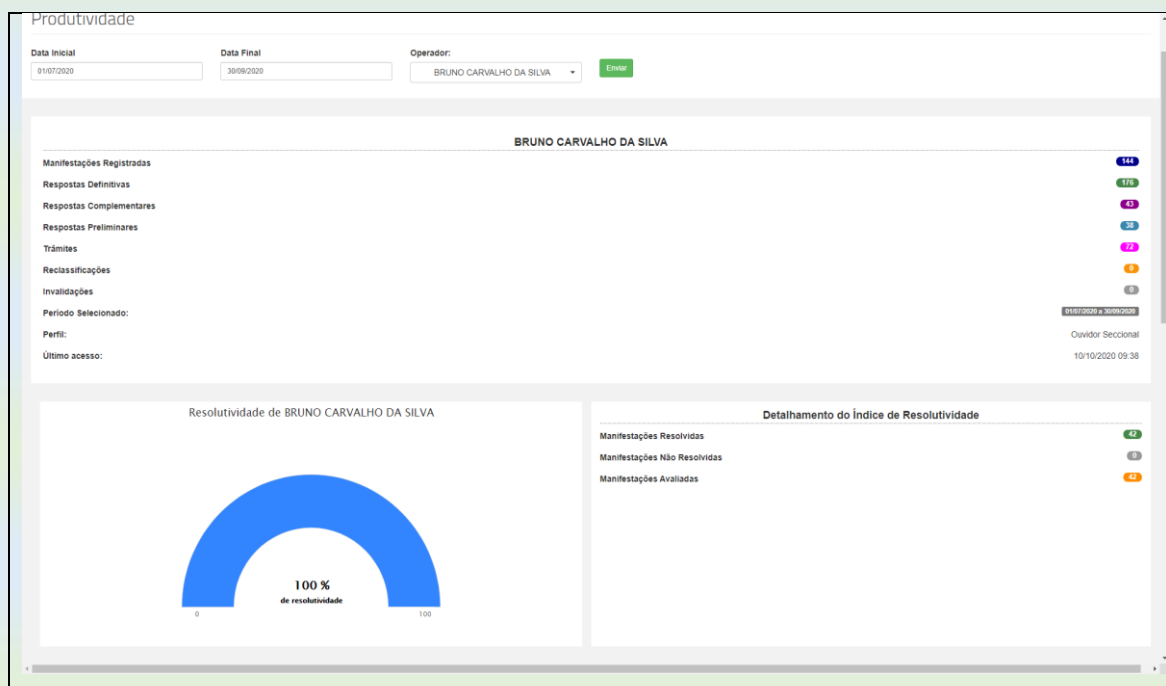 Produtividade
Data Inicial Data Final Operador:
01/07/2020 30/09/2020 BRUNO CARVALHO DA SILVA Enviar
BRUNO CARVALHO DA SILVA
Manifestações Registradas 144
Respostas Definitivas 176
Respostas Complementares 43
Respostas Preliminares 38
Trâmites 72
Reclassificações 0
Invalidações 0
Período Selecionado: 01/07/2020 a 30/09/2020
Perfil: Ouvidor Seccional
Último acesso: 10/10/2020 09:38
Resolutividade de BRUNO CARVALHO DA SILVA
100 %
de resolutividade
0 100
Detalhamento do Índice de Resolutividade
Manifestações Resolvidas 42
Manifestações Não Resolvidas 0
Manifestações Avaliadas 42